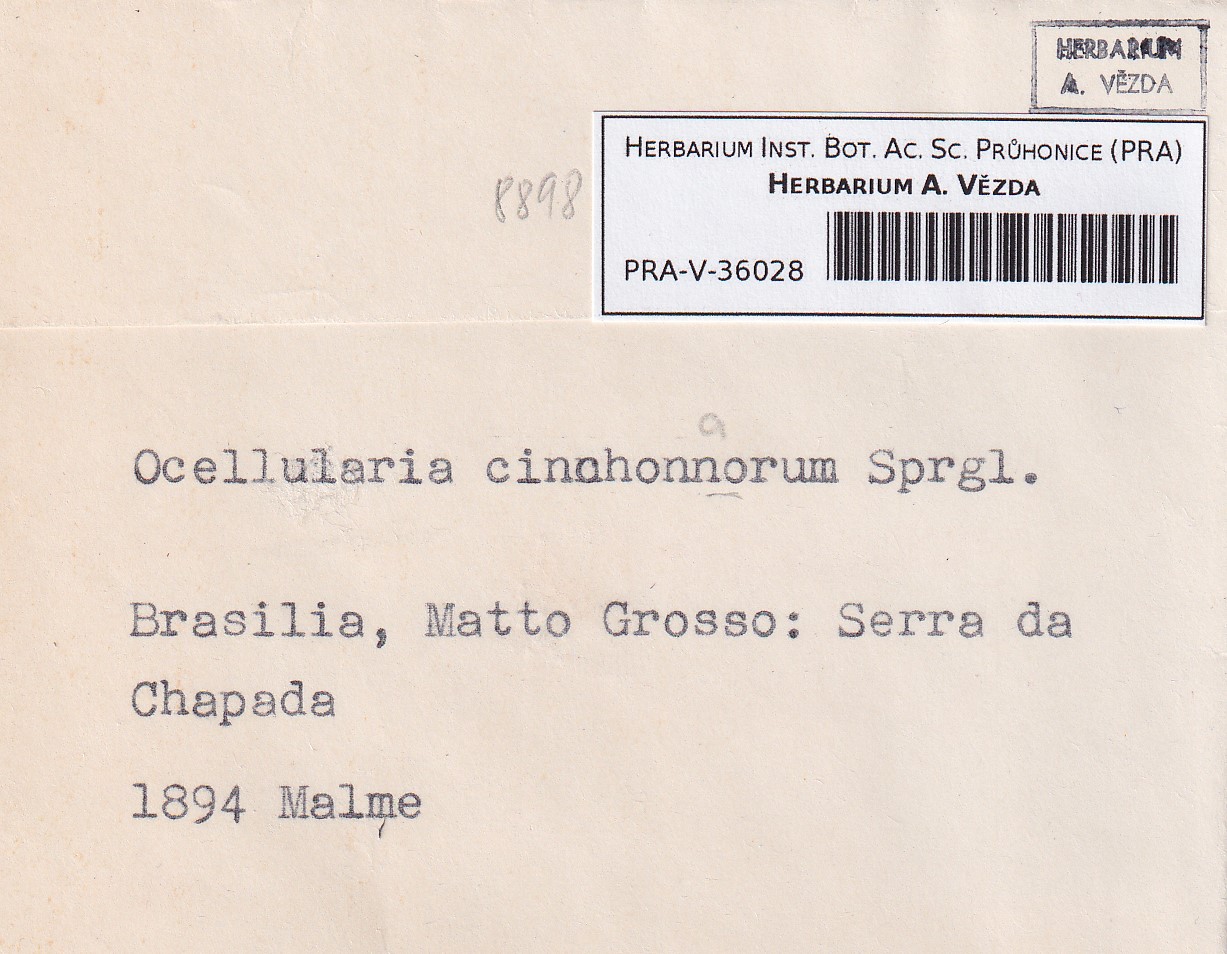 HERBARIUM
A. VĚZDA
HERBARIUM INST. BOT. AC. SC. PRŮHONICE (PRA)
HERBARIUM A. VĚZDA
8898
PRA-V-36028
a
Ocellularia cinchonnorum Sprgl.
Brasilia, Matto Grosso: Serra da
Chapada
1894 Malme